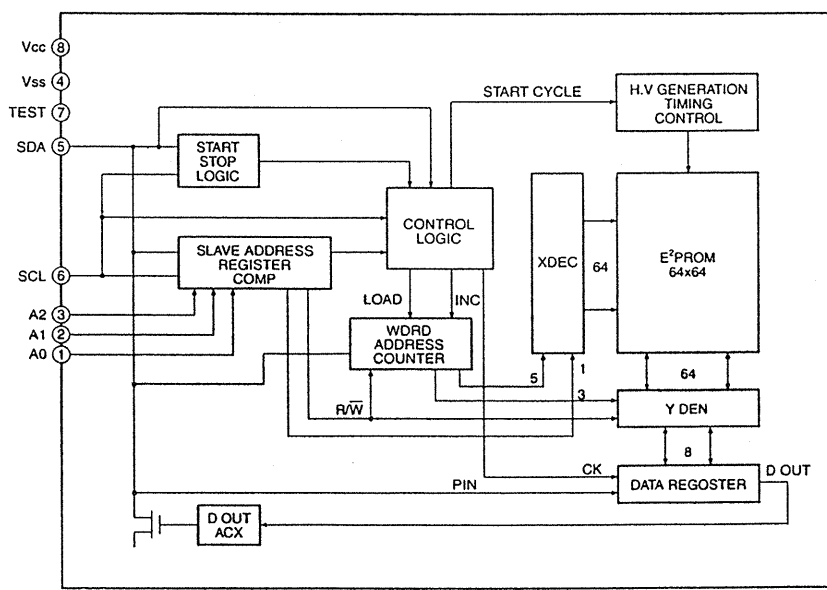 Vcc 8
Vss 4
TEST 7
SDA 5
START
STOP
LOGIC
START CYCLE
H.V GENERATION
TIMING
CONTROL
CONTROL
LOGIC
XDEC
64
E²PROM
64x64
SCL 6
SLAVE ADDRESS
REGISTER
COMP
A2 3
A1 2
A0 1
LOAD
INC
WDRD
ADDRESS
COUNTER
5
1
3
64
R/W̅
Y DEN
8
CK
PIN
DATA REGOSTER
D OUT
D OUT
ACX